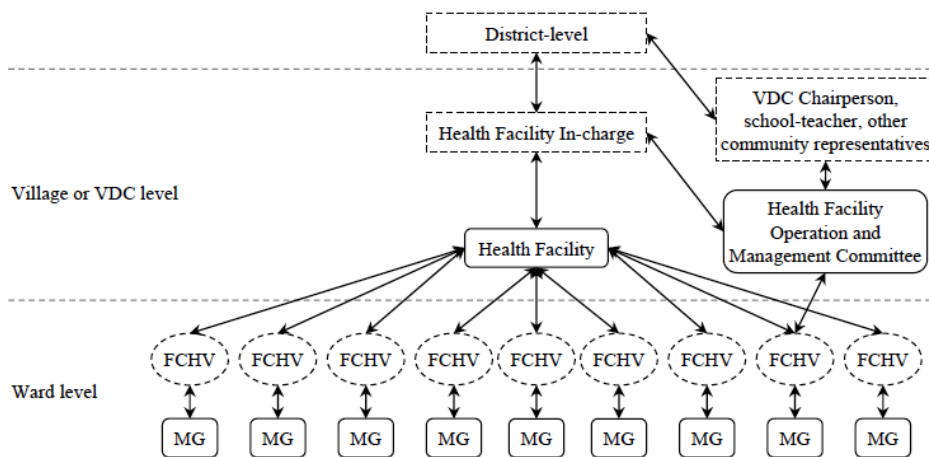 District-level
VDC Chairperson,
school-teacher, other
community representatives
Health Facility In-charge
Village or VDC level
Health Facility
Operation and
Management Committee
Health Facility
FCHV FCHV FCHV FCHV FCHV FCHV FCHV FCHV FCHV
Ward level
MG MG MG MG MG MG MG MG MG